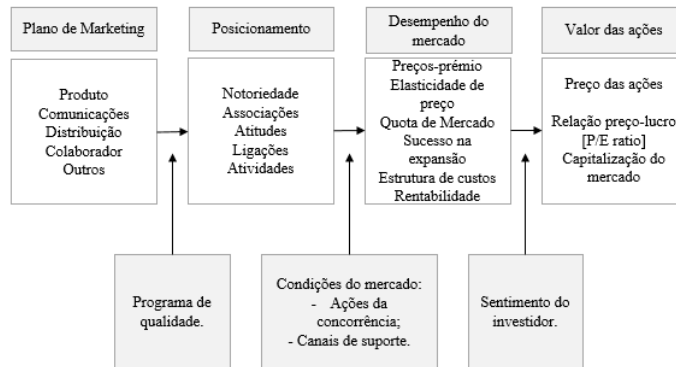 Plano de Marketing
Posicionamento
Desempenho do
mercado
Valor das ações
Produto
Comunicações
Distribuição
Colaborador
Outros
Notoriedade
Associações
Atitudes
Ligações
Atividades
Preços-prémio
Elasticidade de
preço
Quota de Mercado
Sucesso na
expansão
Estrutura de custos
Rentabilidade
Preço das ações
Relação preço-lucro
[P/E ratio]
Capitalização do
mercado
Programa de
qualidade.
Condições do mercado:
- Ações da
concorrência;
- Canais de suporte.
Sentimento do
investidor.